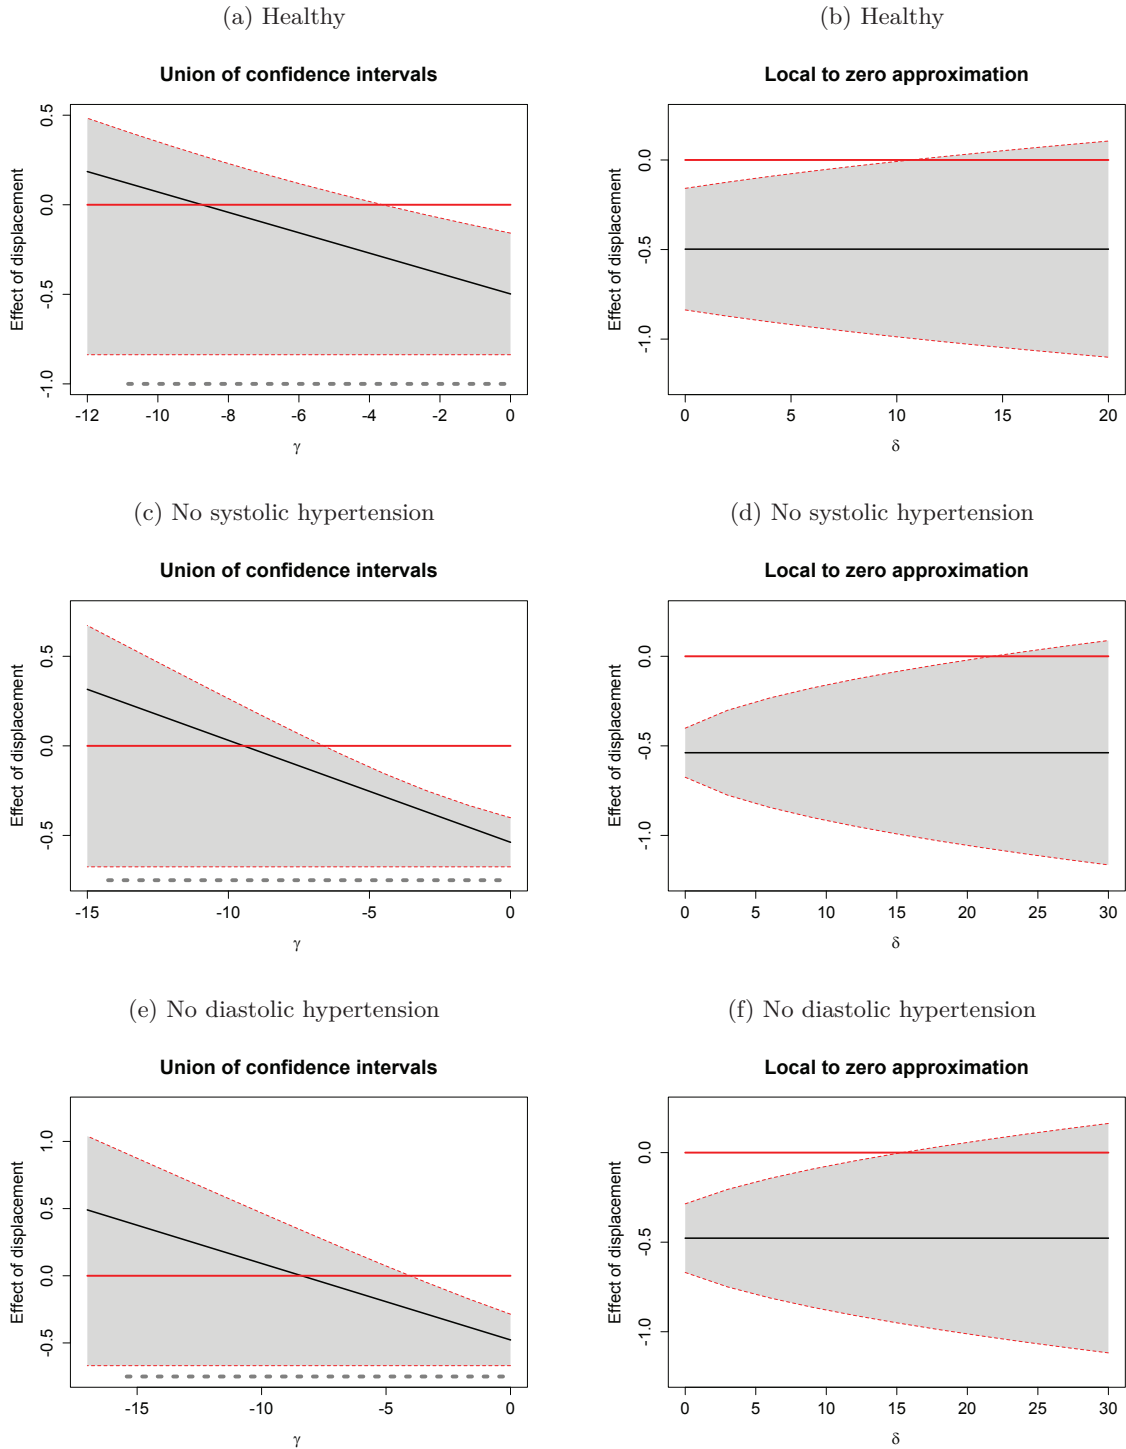 (a) Healthy
Union of confidence intervals
Effect of displacement
0.5
0.0
-0.5
-1.0
-12 -10 -8 -6 -4 -2 0
γ
(b) Healthy
Local to zero approximation
Effect of displacement
0.0
-0.5
-1.0
0 5 10 15 20
δ
(c) No systolic hypertension
Union of confidence intervals
Effect of displacement
0.5
0.0
-0.5
-15 -10 -5 0
γ
(d) No systolic hypertension
Local to zero approximation
Effect of displacement
0.0
-0.5
-1.0
0 5 10 15 20 25 30
δ
(e) No diastolic hypertension
Union of confidence intervals
Effect of displacement
1.0
0.5
0.0
-0.5
-15 -10 -5 0
γ
(f) No diastolic hypertension
Local to zero approximation
Effect of displacement
0.0
-0.5
-1.0
0 5 10 15 20 25 30
δ